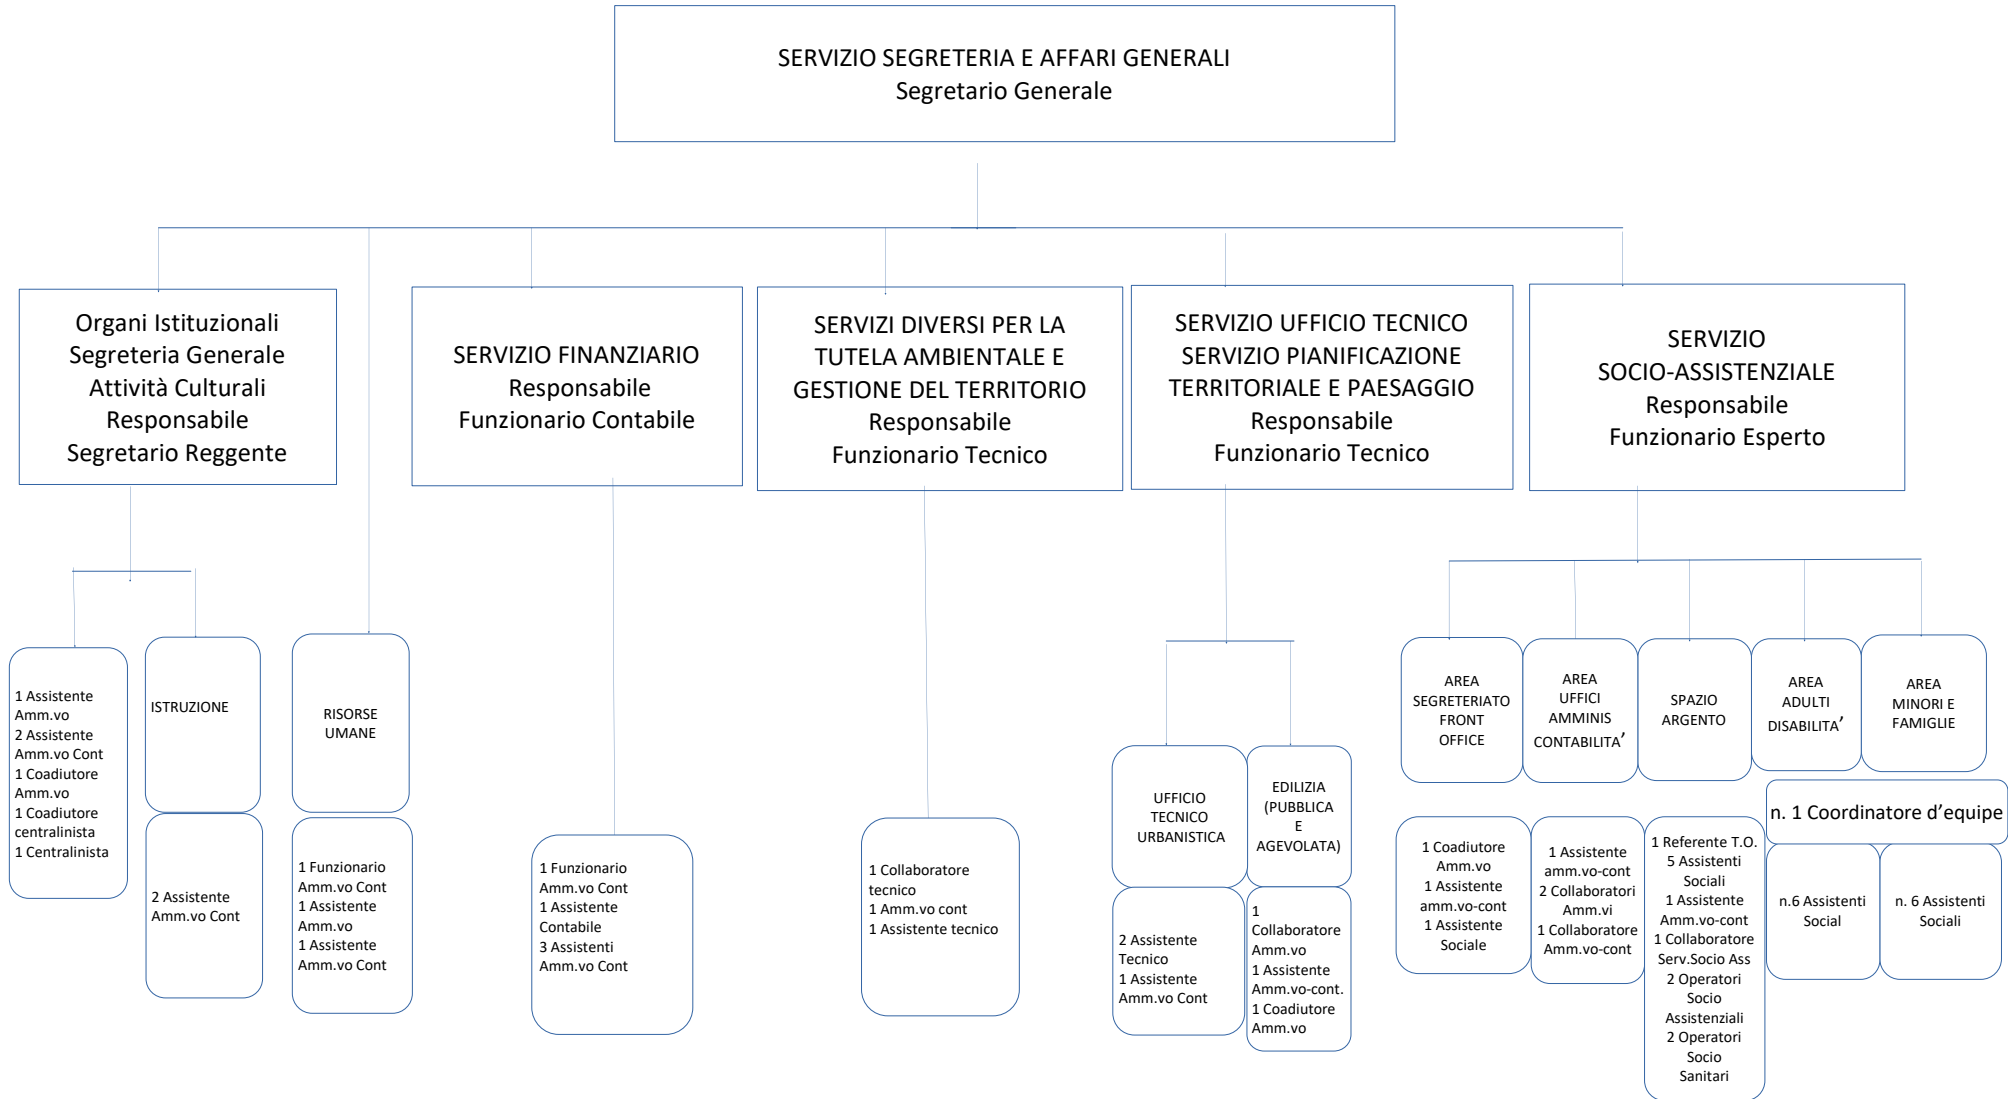 SERVIZIO SEGRETERIA E AFFARI GENERALI
Segretario Generale
Organi Istituzionali
Segreteria Generale
Attività Culturali
Responsabile
Segretario Reggente
SERVIZIO FINANZIARIO
Responsabile
Funzionario Contabile
SERVIZI DIVERSI PER LA
TUTELA AMBIENTALE E
GESTIONE DEL TERRITORIO
Responsabile
Funzionario Tecnico
SERVIZIO UFFICIO TECNICO
SERVIZIO PIANIFICAZIONE
TERRITORIALE E PAESAGGIO
Responsabile
Funzionario Tecnico
SERVIZIO
SOCIO-ASSISTENZIALE
Responsabile
Funzionario Esperto
1 Assistente
Amm.vo
2 Assistente
Amm.vo Cont
1 Coadiutore
Amm.vo
1 Coadiutore
centralinista
1 Centralinista
ISTRUZIONE
2 Assistente
Amm.vo Cont
RISORSE
UMANE
1 Funzionario
Amm.vo Cont
1 Assistente
Amm.vo
1 Assistente
Amm.vo Cont
1 Funzionario
Amm.vo Cont
1 Assistente
Contabile
3 Assistenti
Amm.vo Cont
1 Collaboratore
tecnico
1 Amm.vo cont
1 Assistente tecnico
UFFICIO
TECNICO
URBANISTICA
2 Assistente
Tecnico
1 Assistente
Amm.vo Cont
EDILIZIA
(PUBBLICA
E
AGEVOLATA)
1
Collaboratore
Amm.vo
1 Assistente
Amm.vo-cont.
1 Coadiutore
Amm.vo
AREA
SEGRETERIATO
FRONT
OFFICE
1 Coadiutore
Amm.vo
1 Assistente
amm.vo-cont
1 Assistente
Sociale
AREA
UFFICI
AMMINIS
CONTABILITA’
1 Assistente
amm.vo-cont
2 Collaboratori
Amm.vi
1 Collaboratore
Amm.vo-cont
SPAZIO
ARGENTO
1 Referente T.O.
5 Assistenti
Sociali
1 Assistente
Amm.vo-cont
1 Collaboratore
Serv.Socio Ass
2 Operatori
Socio
Assistenziali
2 Operatori
Socio
Sanitari
AREA
ADULTI
DISABILITA’
AREA
MINORI E
FAMIGLIE
n. 1 Coordinatore d’equipe
n.6 Assistenti
Social
n. 6 Assistenti
Sociali